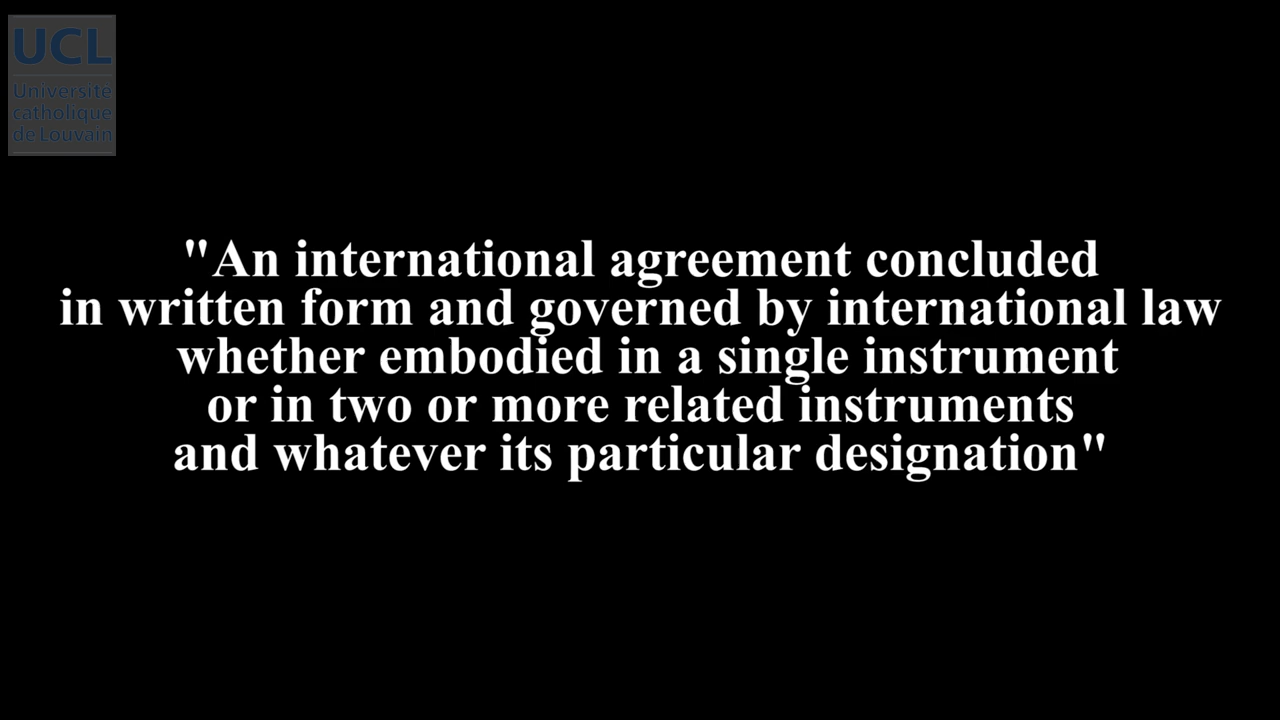 UCL
Université
catholique
de Louvain
"An international agreement concluded
in written form and governed by international law
whether embodied in a single instrument
or in two or more related instruments
and whatever its particular designation"